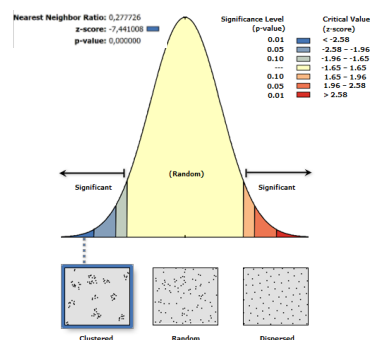 Nearest Neighbor Ratio: 0,277726
z-score: -7,441008
p-value: 0,000000
Significance Level
(p-value)
Critical Value
(z-score)
0.01 < -2.58
0.05 -2.58 – -1.96
0.10 -1.96 – -1.65
--- -1.65 – 1.65
0.10 1.65 – 1.96
0.05 1.96 – 2.58
0.01 > 2.58
(Random)
Significant
Significant
Clustered
Random
Dispersed